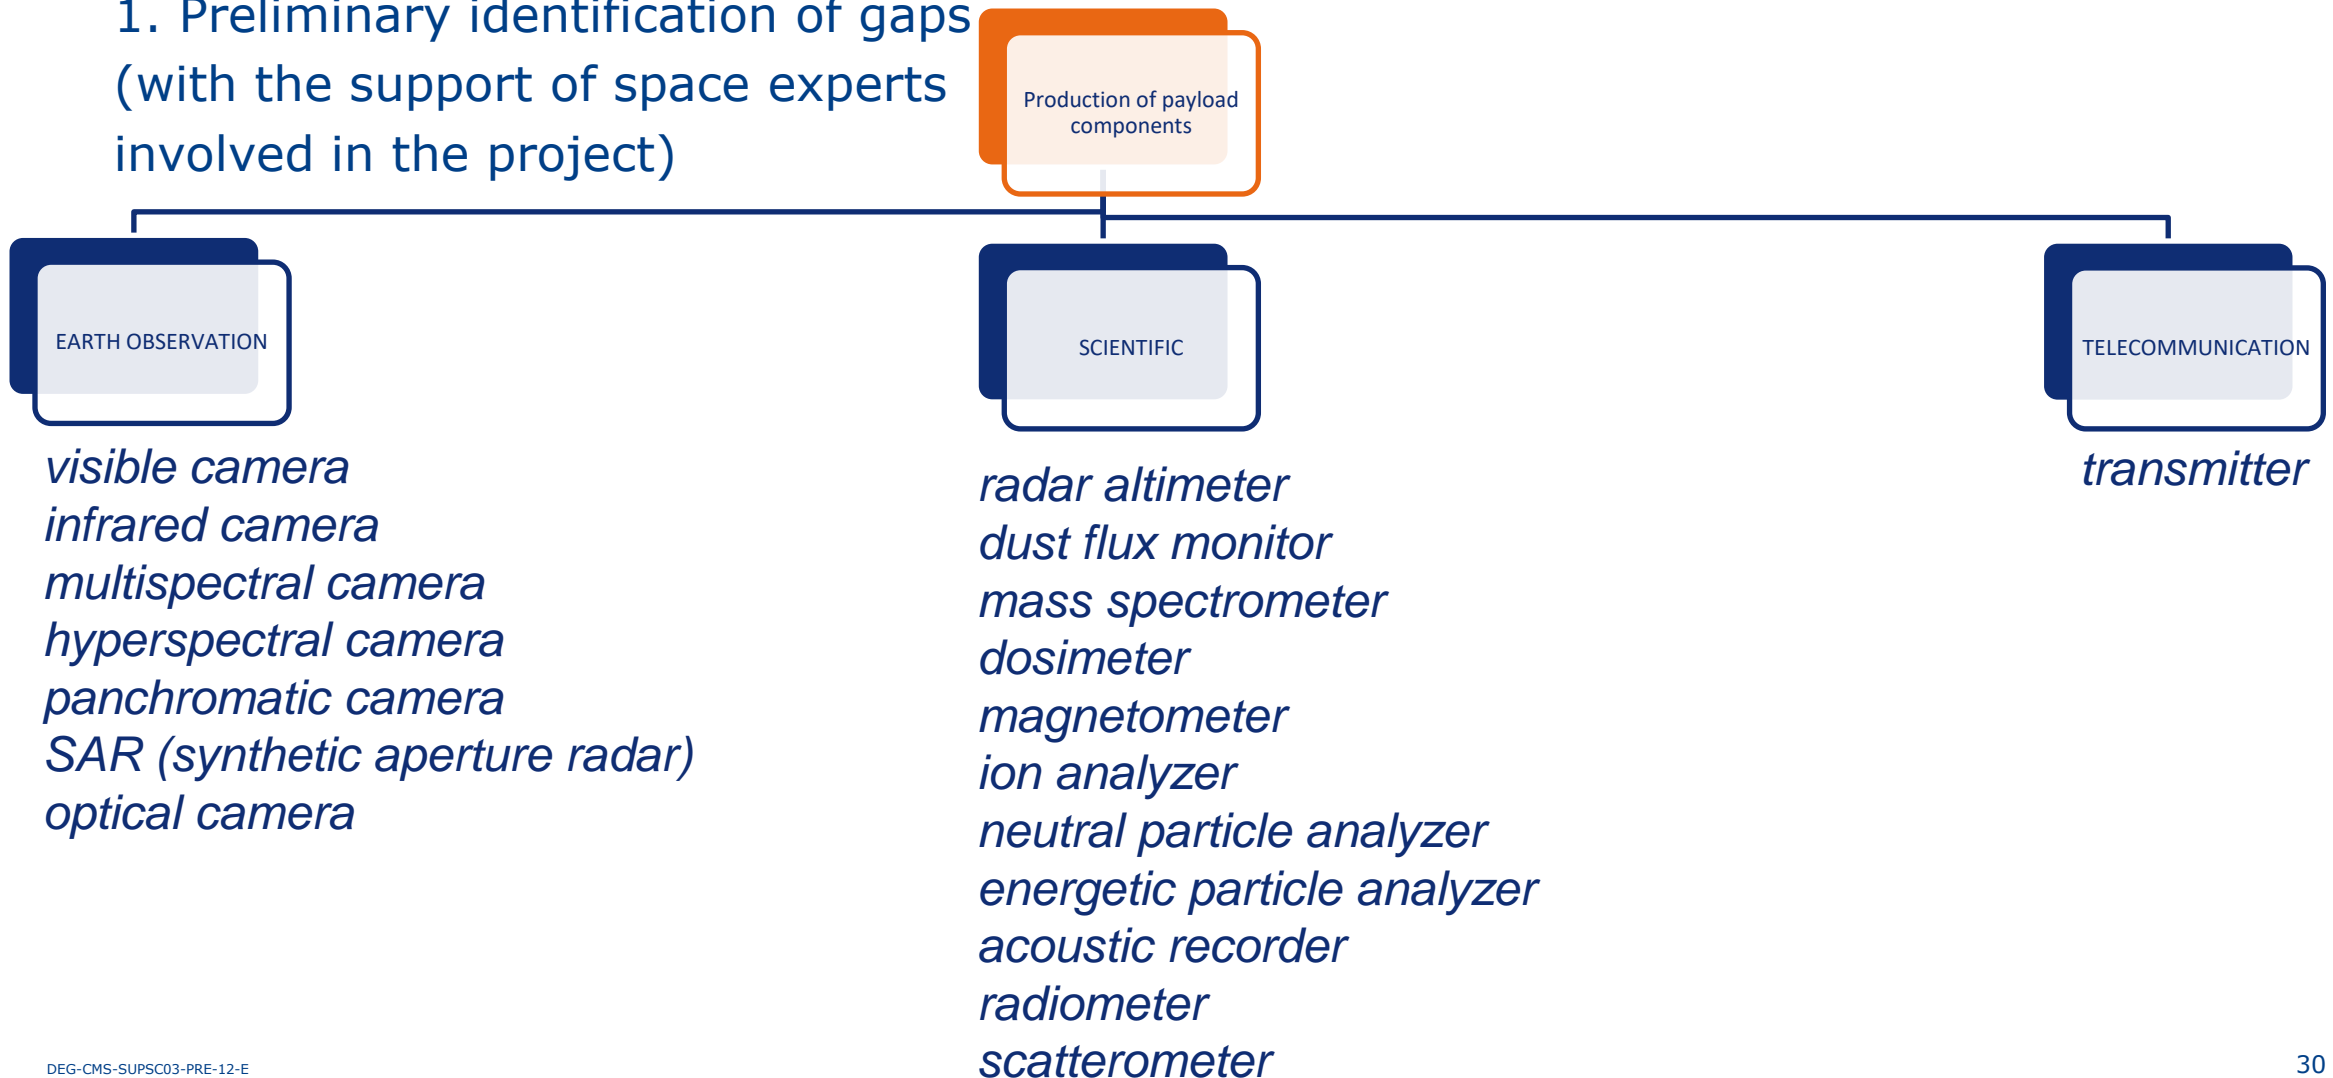 1. Preliminary identification of gaps
(with the support of space experts
involved in the project)
Production of payload
components
EARTH OBSERVATION
visible camera
infrared camera
multispectral camera
hyperspectral camera
panchromatic camera
SAR (synthetic aperture radar)
optical camera
SCIENTIFIC
radar altimeter
dust flux monitor
mass spectrometer
dosimeter
magnetometer
ion analyzer
neutral particle analyzer
energetic particle analyzer
acoustic recorder
radiometer
scatterometer
TELECOMMUNICATION
transmitter
DEG-CMS-SUPSC03-PRE-12-E
30